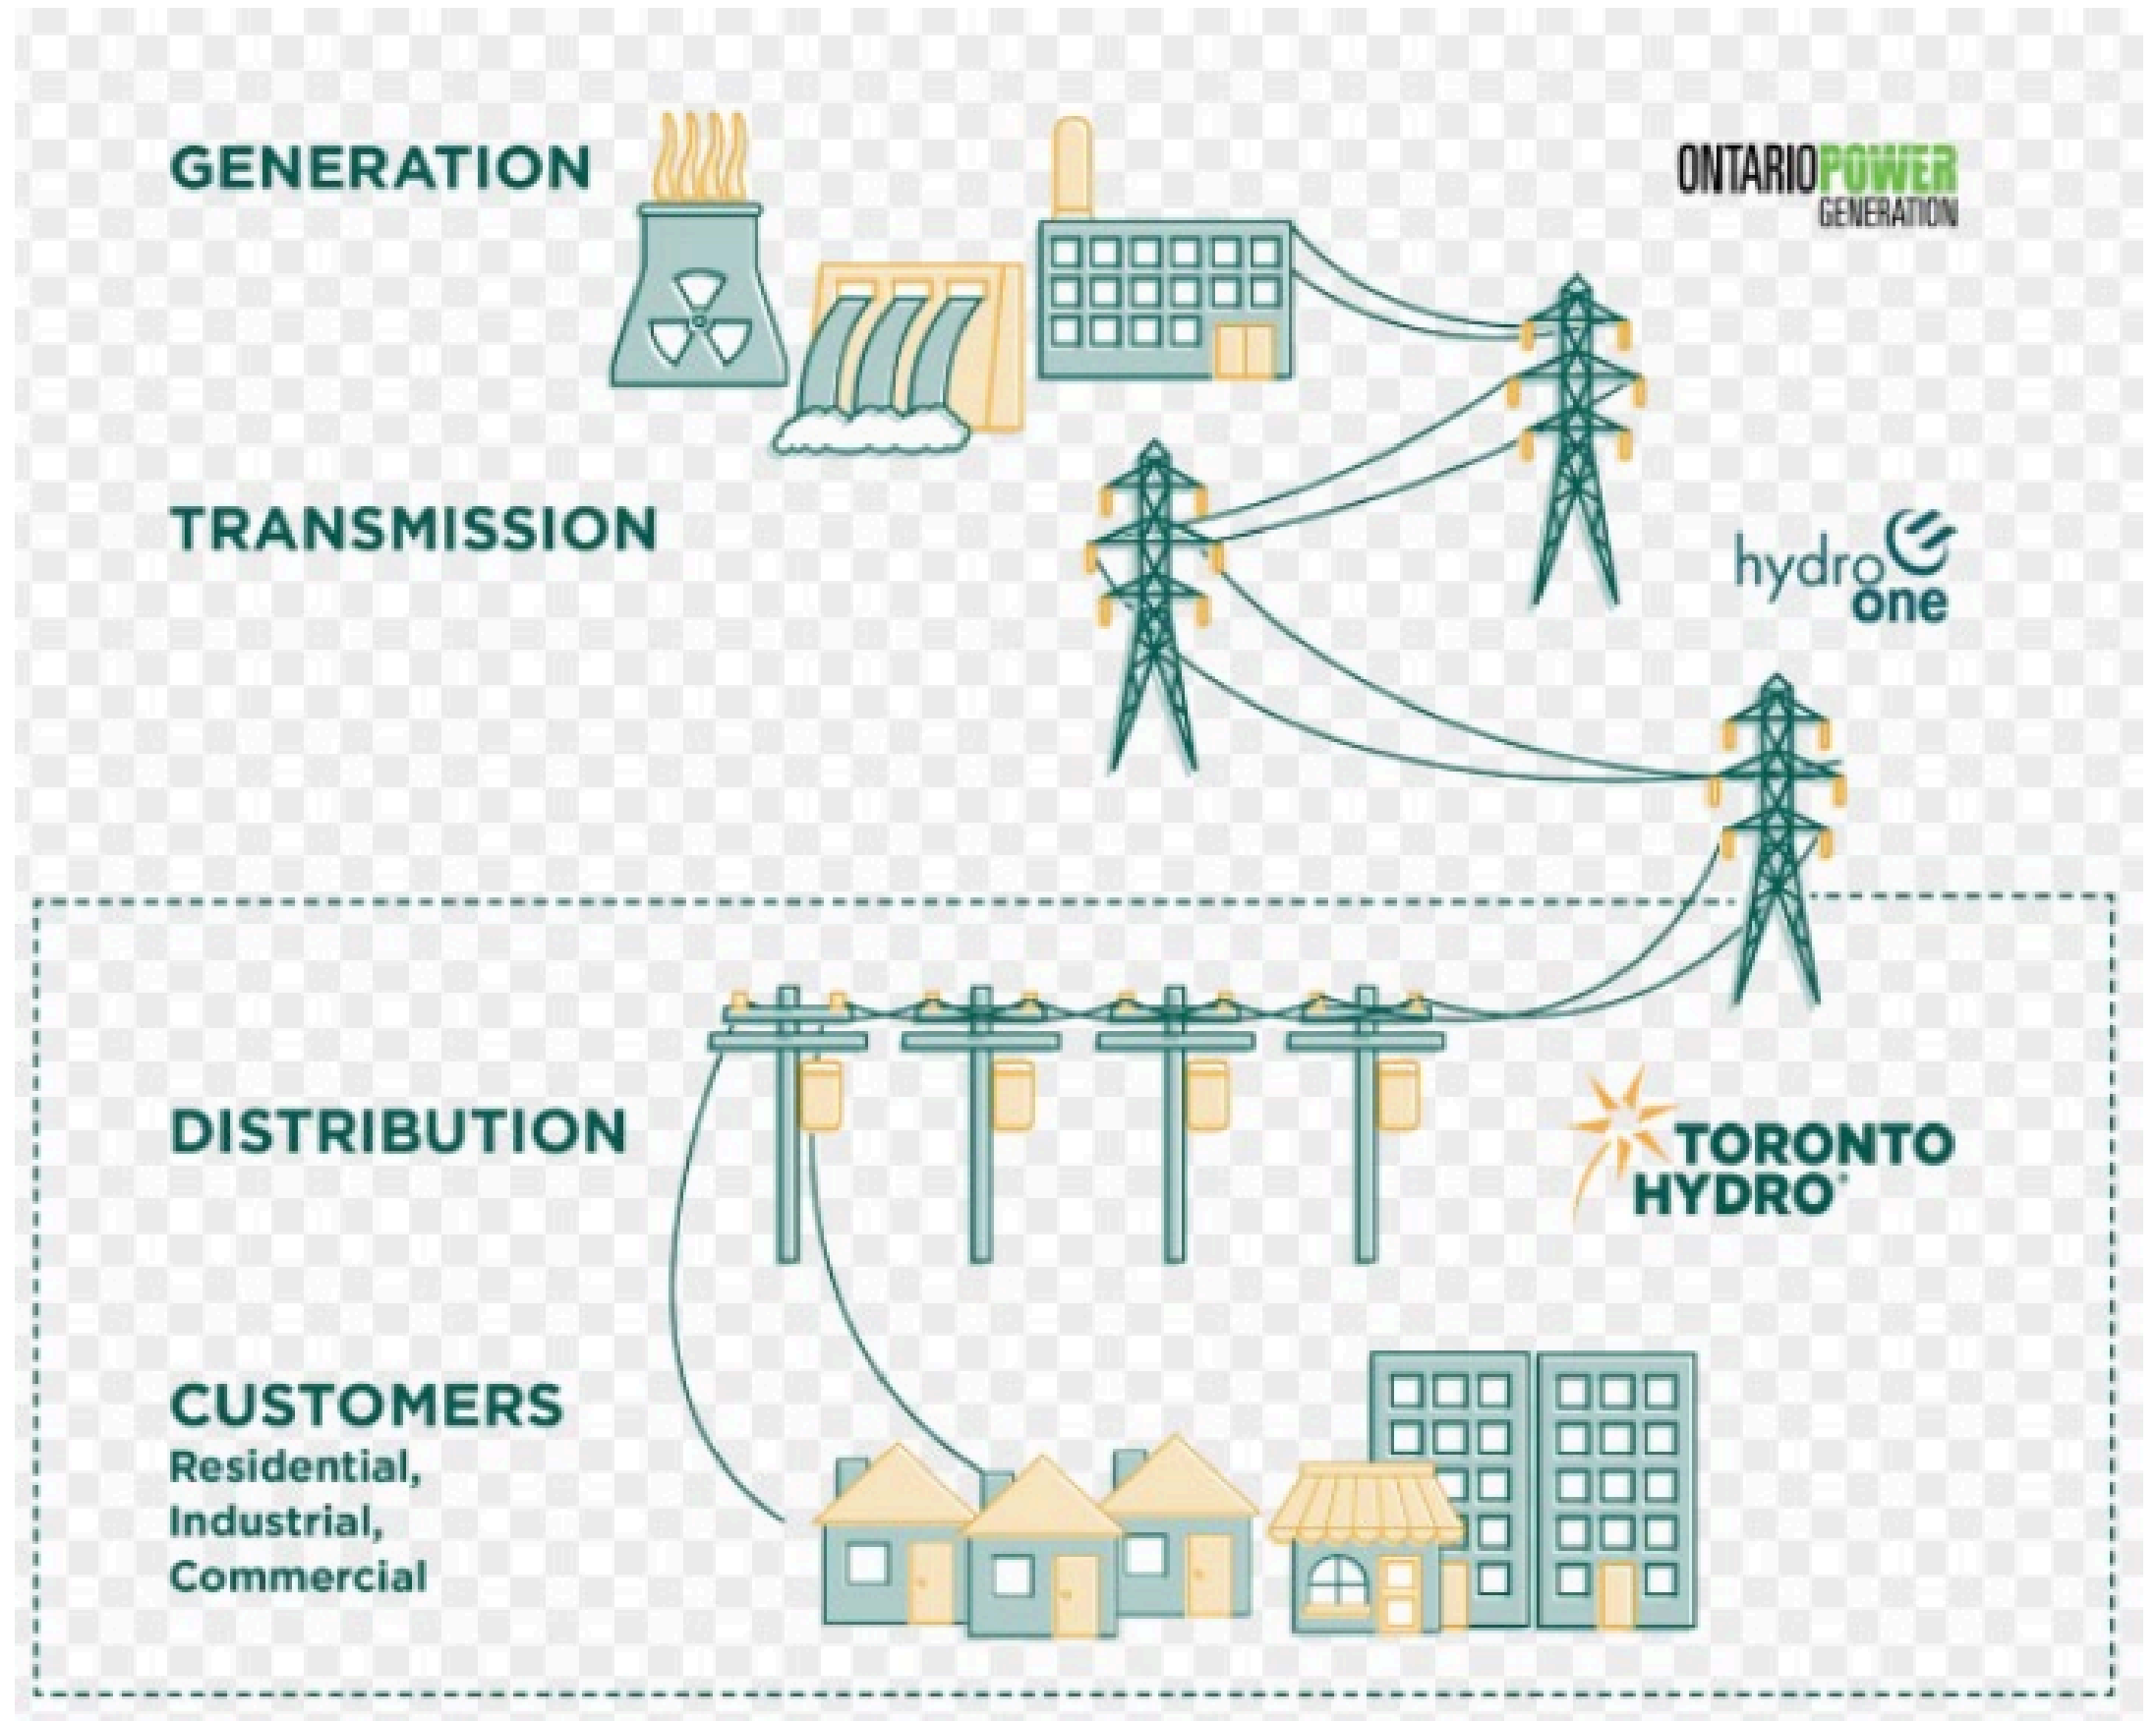 GENERATION
ONTARIOPOWER
GENERATION
TRANSMISSION
hydro
one
DISTRIBUTION
TORONTO
HYDRO
CUSTOMERS
Residential,
Industrial,
Commercial